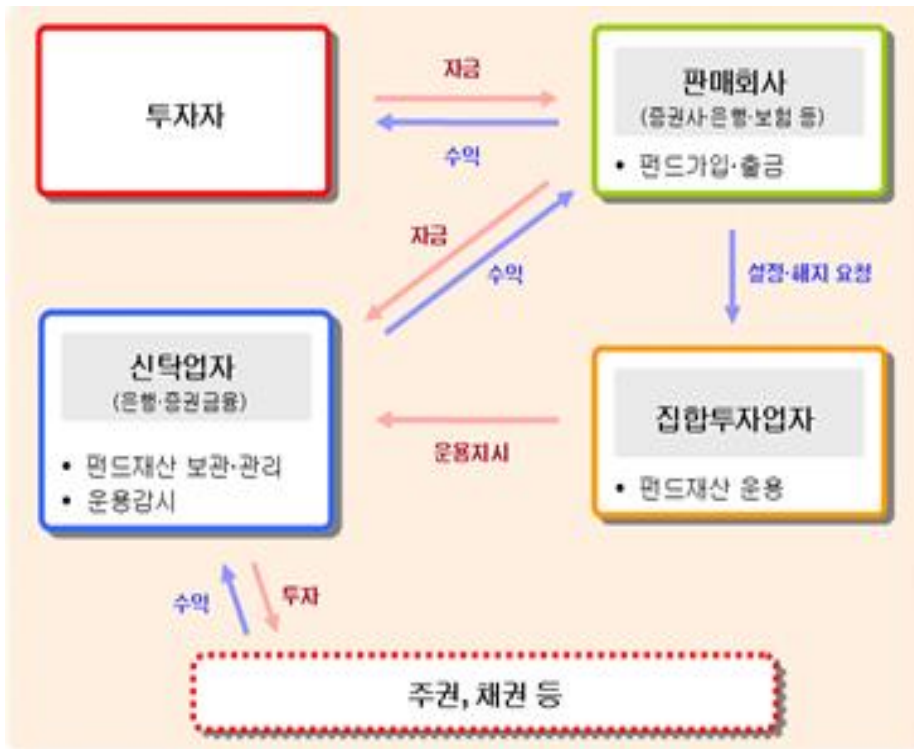 투자자
자금
수익
판매회사
(증권사·은행·보험 등)
• 펀드가입·출금
자금
수익
설정·해지 요청
신탁업자
(은행·증권금융)
• 펀드재산 보관·관리
• 운용감시
운용지시
집합투자업자
• 펀드재산 운용
수익
투자
주권, 채권 등